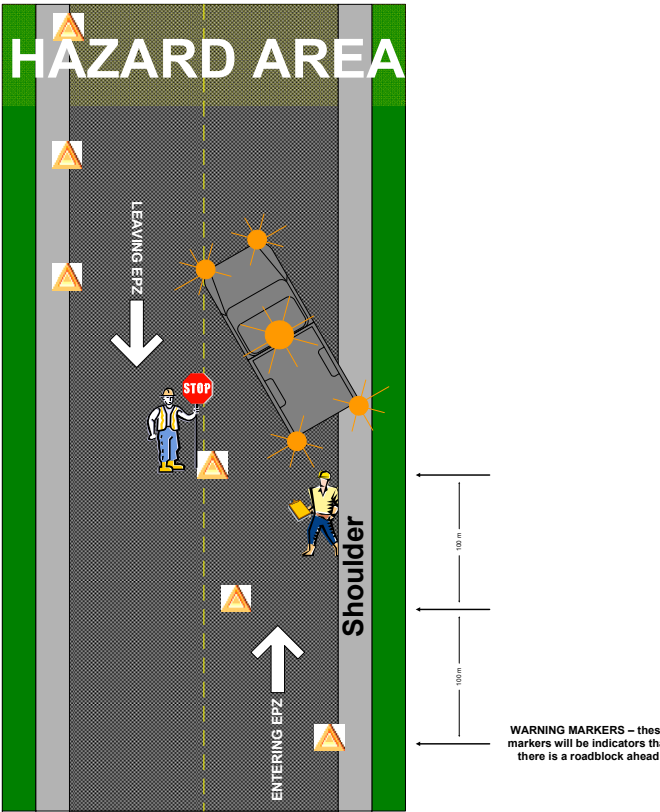 HAZARD AREA
LEAVING EPZ
STOP
100 m
Shoulder
100 m
ENTERING EPZ
WARNING MARKERS – thes
markers will be indicators tha
there is a roadblock ahead